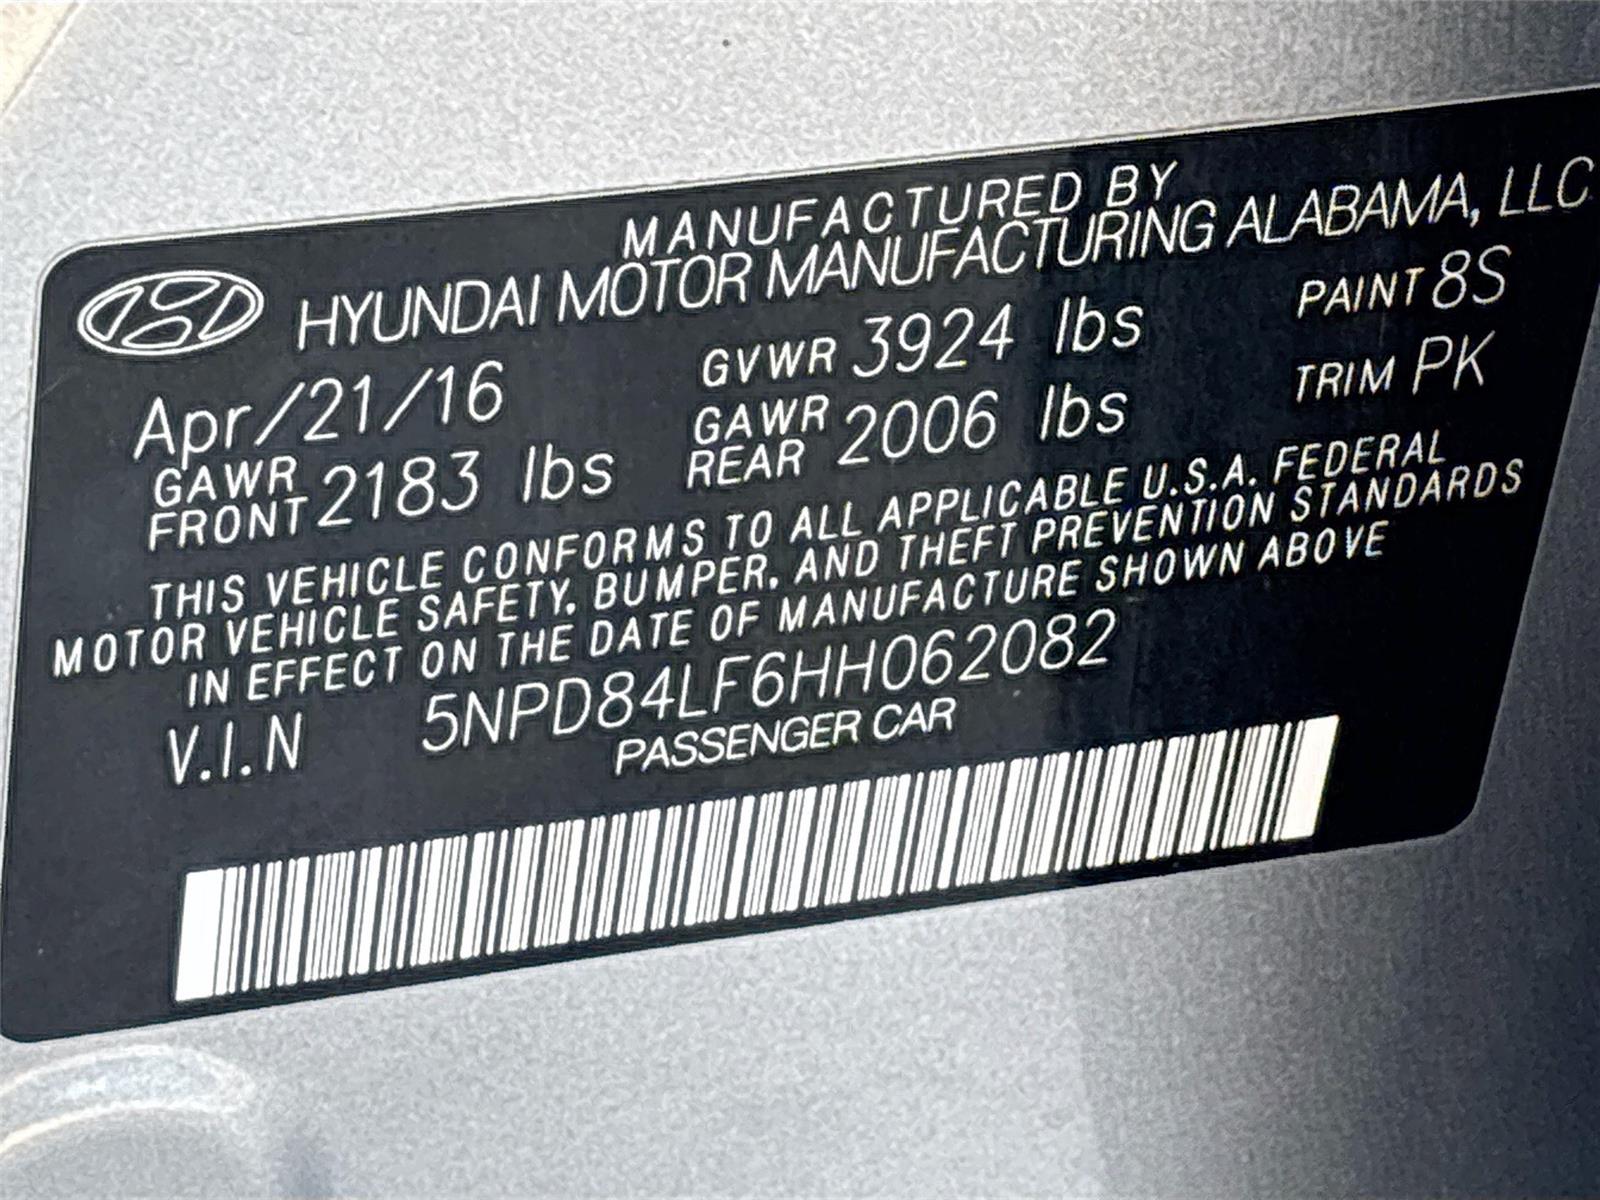 MANUFACTURED BY
HYUNDAI MOTOR MANUFACTURING ALABAMA, LLC
Apr/21/16 GVWR 3924 lbs PAINT 8S
GAWR FRONT 2183 lbs GAWR REAR 2006 lbs TRIM PK
THIS VEHICLE CONFORMS TO ALL APPLICABLE U.S.A. FEDERAL
MOTOR VEHICLE SAFETY, BUMPER, AND THEFT PREVENTION STANDARDS
IN EFFECT ON THE DATE OF MANUFACTURE SHOWN ABOVE
V.I.N 5NPD84LF6HH062082
PASSENGER CAR